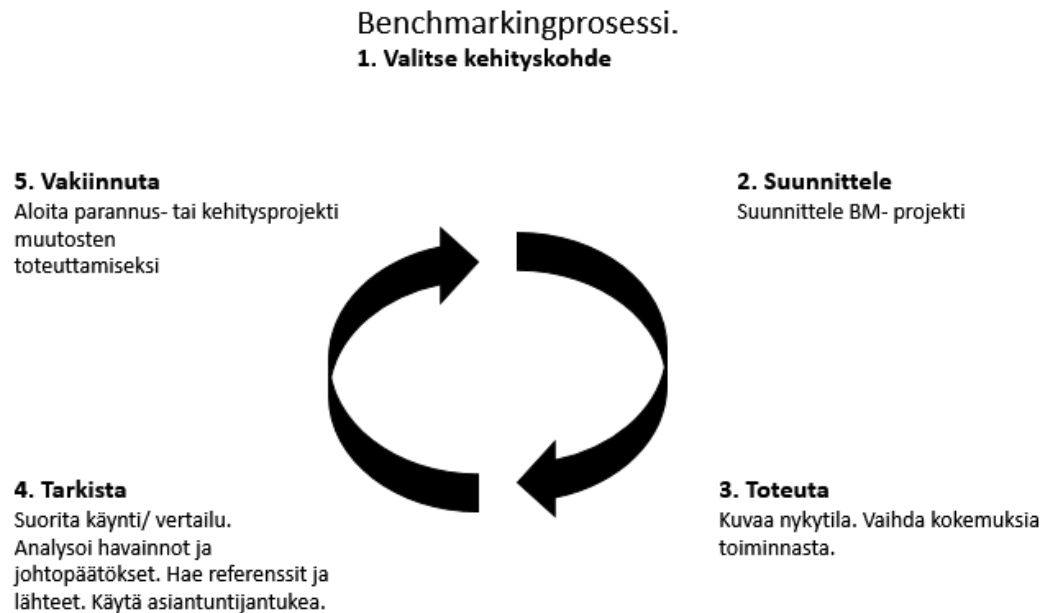 Benchmarkingprosessi.
1. Valitse kehityskohde
2. Suunnittele
Suunnittele BM- projekti
3. Toteuta
Kuvaa nykytila. Vaihda kokemuksia
toiminnasta.
4. Tarkista
Suorita käynti/ vertailu.
Analysoi havainnot ja
johtopäätökset. Hae referenssit ja
lähteet. Käytä asiantuntijantukea.
5. Vakiinnuta
Aloita parannus- tai kehitysprojekti
muutosten
toteuttamiseksi